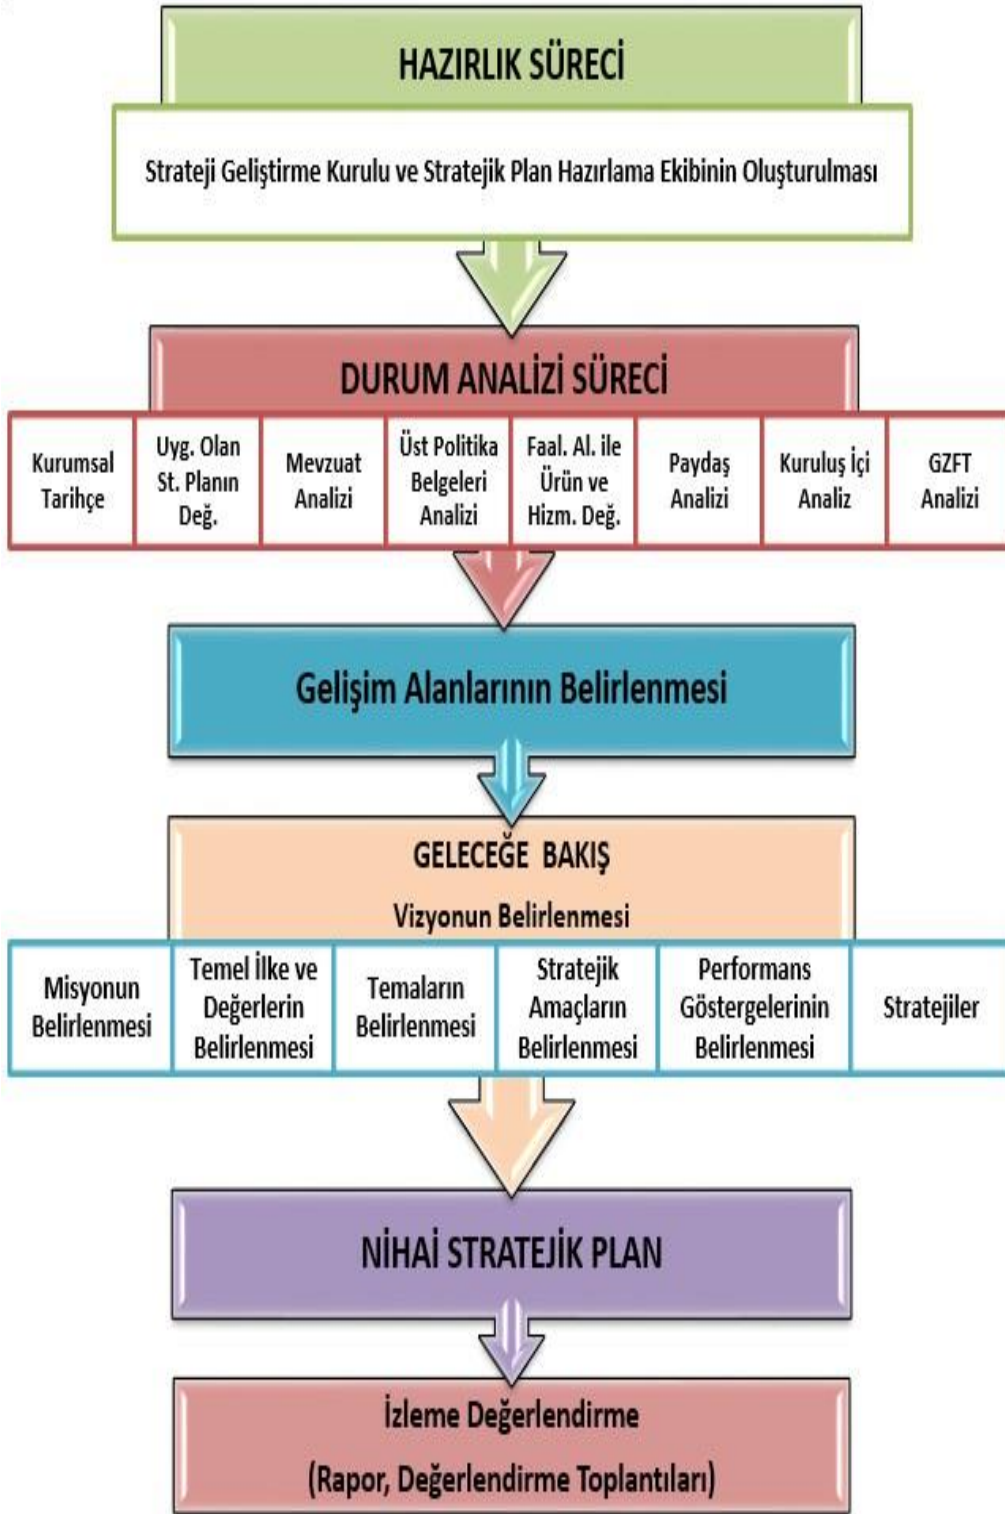 HAZIRLIK SÜRECİ
Strateji Geliştirme Kurulu ve Stratejik Plan Hazırlama Ekibinin Oluşturulması
DURUM ANALİZİ SÜRECİ
Kurumsal
Tarihçe
Uyg. Olan
St. Planın
Değ.
Mevzuat
Analizi
Üst Politika
Belgeleri
Analizi
Faal. Al. ile
Ürün ve
Hizm. Değ.
Paydaş
Analizi
Kuruluş İçi
Analiz
GZFT
Analizi
Gelişim Alanlarının Belirlenmesi
GELECEĞE BAKIŞ
Vizyonun Belirlenmesi
Misyonun
Belirlenmesi
Temel İlke ve
Değerlerin
Belirlenmesi
Temaların
Belirlenmesi
Stratejik
Amaçların
Belirlenmesi
Performans
Göstergelerinin
Belirlenmesi
Stratejiler
NİHAİ STRATEJİK PLAN
İzleme Değerlendirme
(Rapor, Değerlendirme Toplantıları)